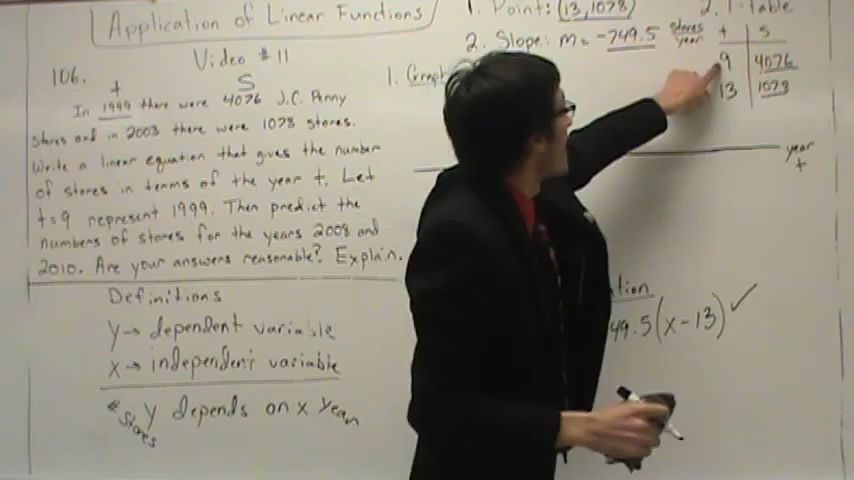 Application of Linear Functions
Video #11
106.
t
S
In 1999 there were 4076 J.C. Penny
stores and in 2003 there were 1078 stores.
Write a linear equation that gives the number
of stores in terms of the year t. Let
t=9 represent 1999. Then predict the
numbers of stores for the years 2008 and
2010. Are your answers reasonable? Explain.
Definitions
y → dependent variable
x → independent variable
y depends on x year
# stores
1. Point: (13,1078)
2. Slope: m = -749.5 stores
year
1. Graph
2. T-table
t | S
9 | 4076
13 | 1078
year
t
49.5(x-13) ✓